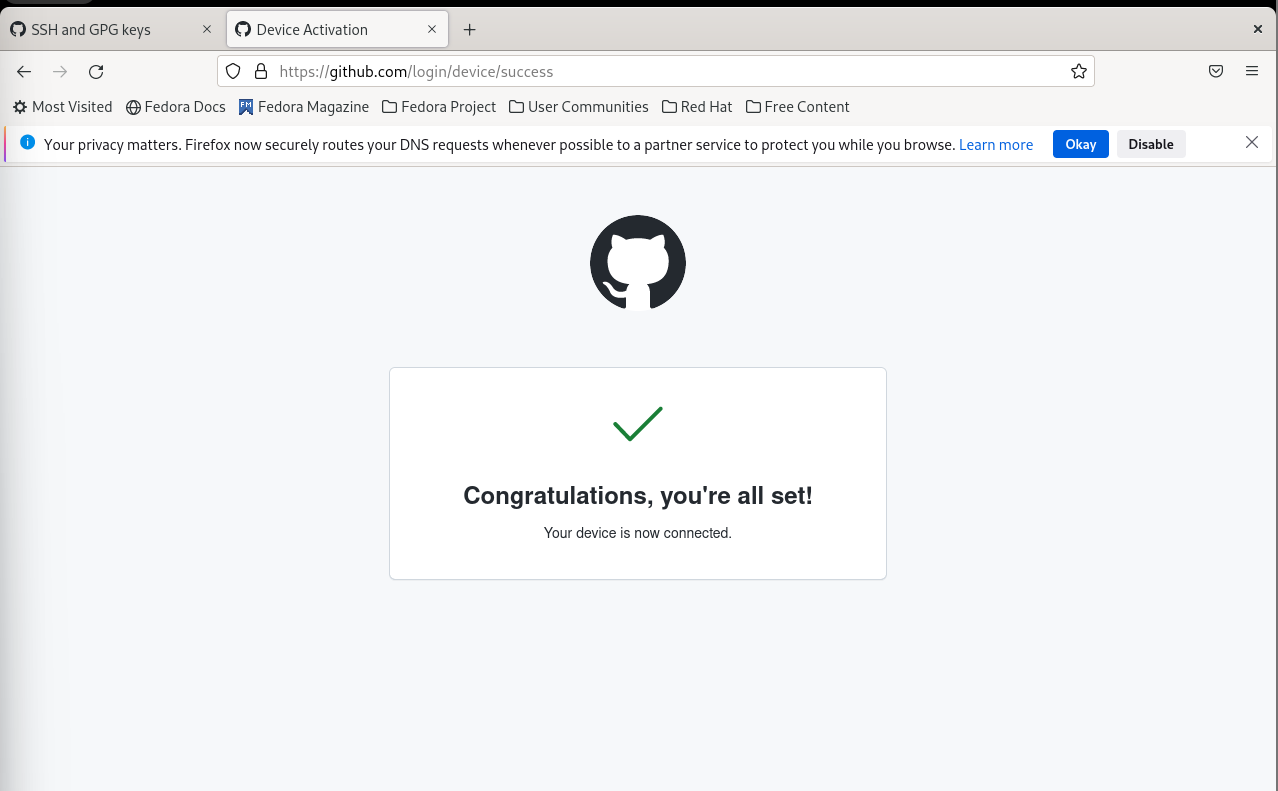 SSH and GPG keys
Device Activation
https://github.com/login/device/success
Most Visited Fedora Docs FM Fedora Magazine Fedora Project User Communities Red Hat Free Content
Your privacy matters. Firefox now securely routes your DNS requests whenever possible to a partner service to protect you while you browse. Learn more Okay Disable
Congratulations, you're all set!
Your device is now connected.